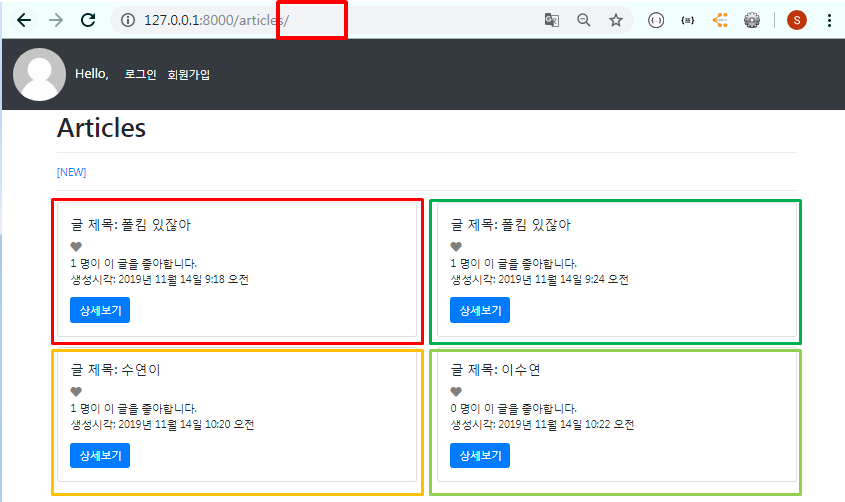 127.0.0.1:8000/articles/
S
Hello, 로그인 회원가입
Articles
[NEW]
글 제목: 폴킴 있잖아
1 명이 이 글을 좋아합니다.
생성시각: 2019년 11월 14일 9:18 오전
상세보기
글 제목: 폴킴 있잖아
1 명이 이 글을 좋아합니다.
생성시각: 2019년 11월 14일 9:24 오전
상세보기
글 제목: 수연이
1 명이 이 글을 좋아합니다.
생성시각: 2019년 11월 14일 10:20 오전
상세보기
글 제목: 이수연
0 명이 이 글을 좋아합니다.
생성시각: 2019년 11월 14일 10:22 오전
상세보기